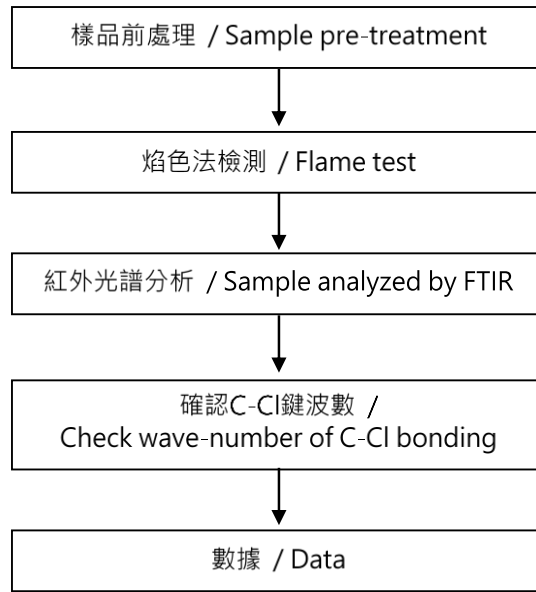 樣品前處理 / Sample pre-treatment
焰色法檢測 / Flame test
紅外光譜分析 / Sample analyzed by FTIR
確認C-Cl鍵波數 /
Check wave-number of C-Cl bonding
數據 / Data